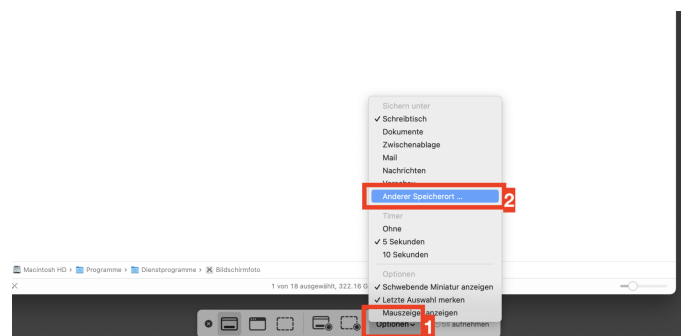 Sichern unter
✓ Schreibtisch
Dokumente
Zwischenablage
Mail
Nachrichten
Vorschau
Anderer Speicherort ...
2
Timer
Ohne
✓ 5 Sekunden
10 Sekunden
Macintosh HD › Programme › Dienstprogramme › Bildschirmfoto
Optionen
1 von 18 ausgewählt, 322.16 G
✓ Schwebende Miniatur anzeigen
✓ Letzte Auswahl merken
Mauszeiger anzeigen
Optionen
1
aufnehmen